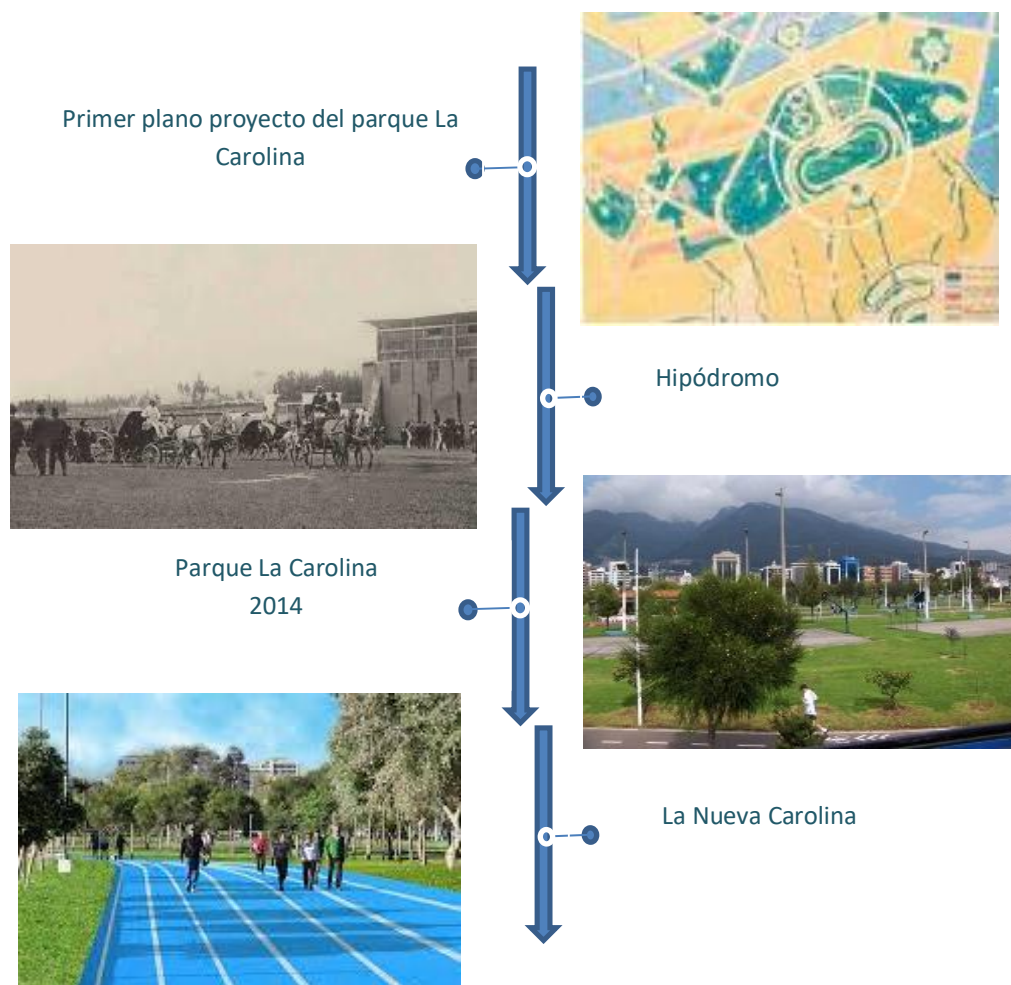 Primer plano proyecto del parque La
Carolina
Hipódromo
Parque La Carolina
2014
La Nueva Carolina